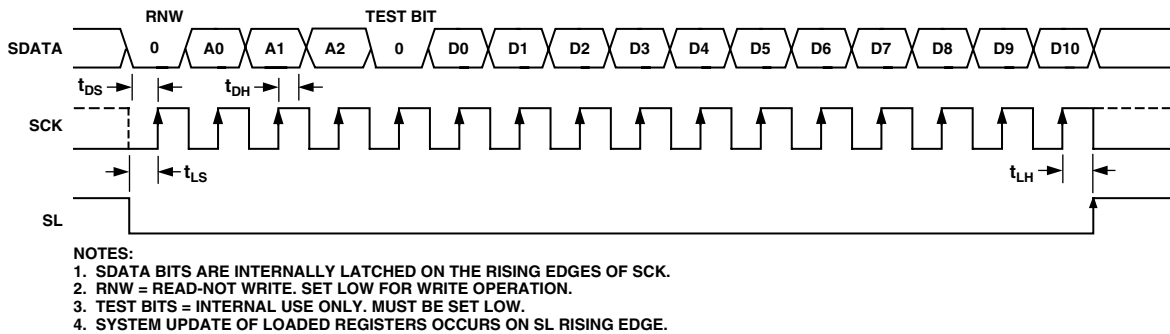 RNW TEST BIT
SDATA 0 A0 A1 A2 0 D0 D1 D2 D3 D4 D5 D6 D7 D8 D9 D10
tDS tDH
SCK
tLS tLH
SL
NOTES:
1. SDATA BITS ARE INTERNALLY LATCHED ON THE RISING EDGES OF SCK.
2. RNW = READ-NOT WRITE. SET LOW FOR WRITE OPERATION.
3. TEST BITS = INTERNAL USE ONLY. MUST BE SET LOW.
4. SYSTEM UPDATE OF LOADED REGISTERS OCCURS ON SL RISING EDGE.